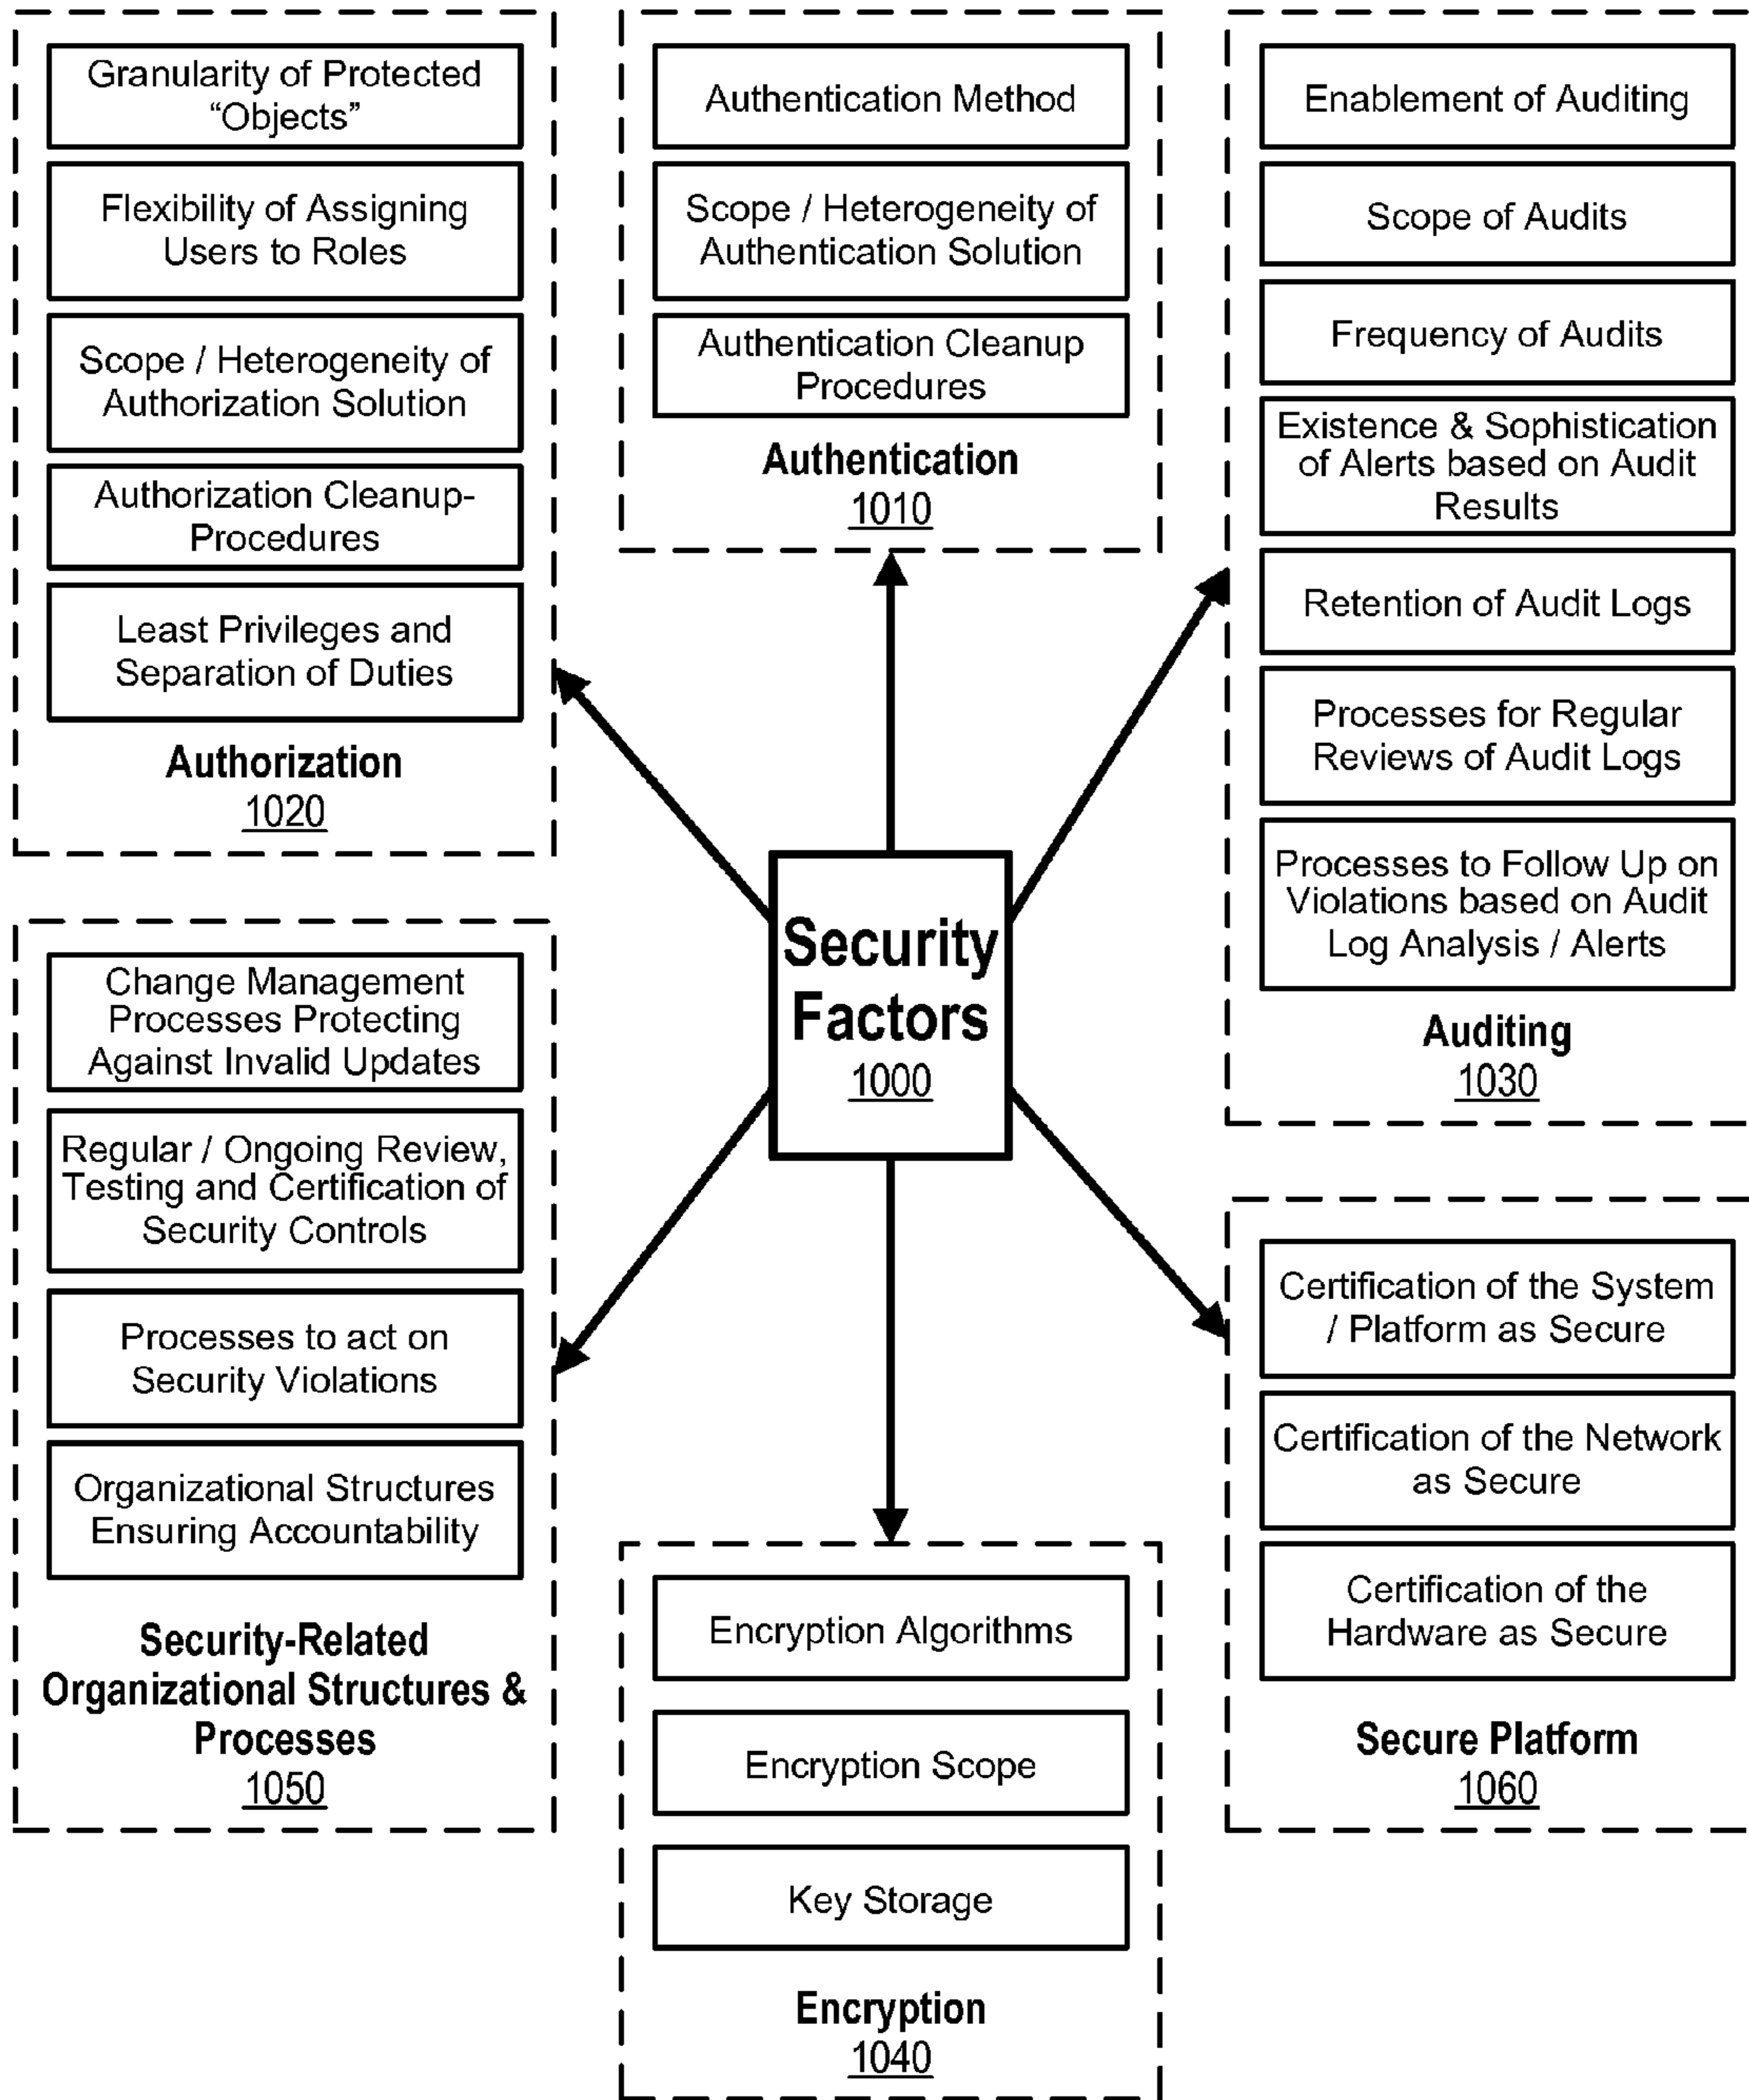 Granularity of Protected
“Objects”
Flexibility of Assigning
Users to Roles
Scope / Heterogeneity of
Authorization Solution
Authorization Cleanup-
Procedures
Least Privileges and
Separation of Duties
Authorization
1020
Authentication Method
Scope / Heterogeneity of
Authentication Solution
Authentication Cleanup
Procedures
Authentication
1010
Enablement of Auditing
Scope of Audits
Frequency of Audits
Existence & Sophistication
of Alerts based on Audit
Results
Retention of Audit Logs
Processes for Regular
Reviews of Audit Logs
Processes to Follow Up on
Violations based on Audit
Log Analysis / Alerts
Auditing
1030
Security
Factors
1000
Change Management
Processes Protecting
Against Invalid Updates
Regular / Ongoing Review,
Testing and Certification of
Security Controls
Processes to act on
Security Violations
Organizational Structures
Ensuring Accountability
Security-Related
Organizational Structures &
Processes
1050
Encryption Algorithms
Encryption Scope
Key Storage
Encryption
1040
Certification of the System
/ Platform as Secure
Certification of the Network
as Secure
Certification of the
Hardware as Secure
Secure Platform
1060